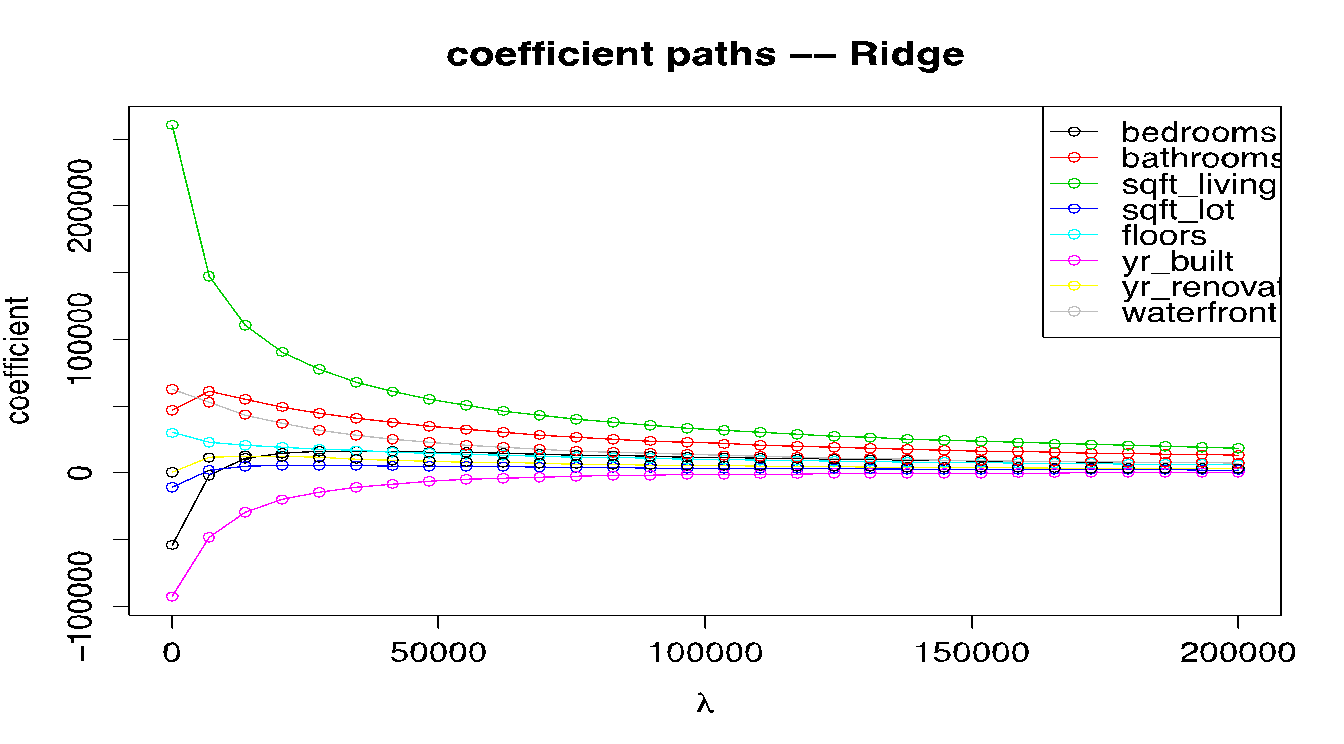 coefficient paths −− Ridge
bedrooms
bathrooms
sqft_living
sqft_lot
floors
yr_built
yr_renovat
waterfront
coefficient
200000
100000
0
−100000
0
50000
100000
150000
200000
λ